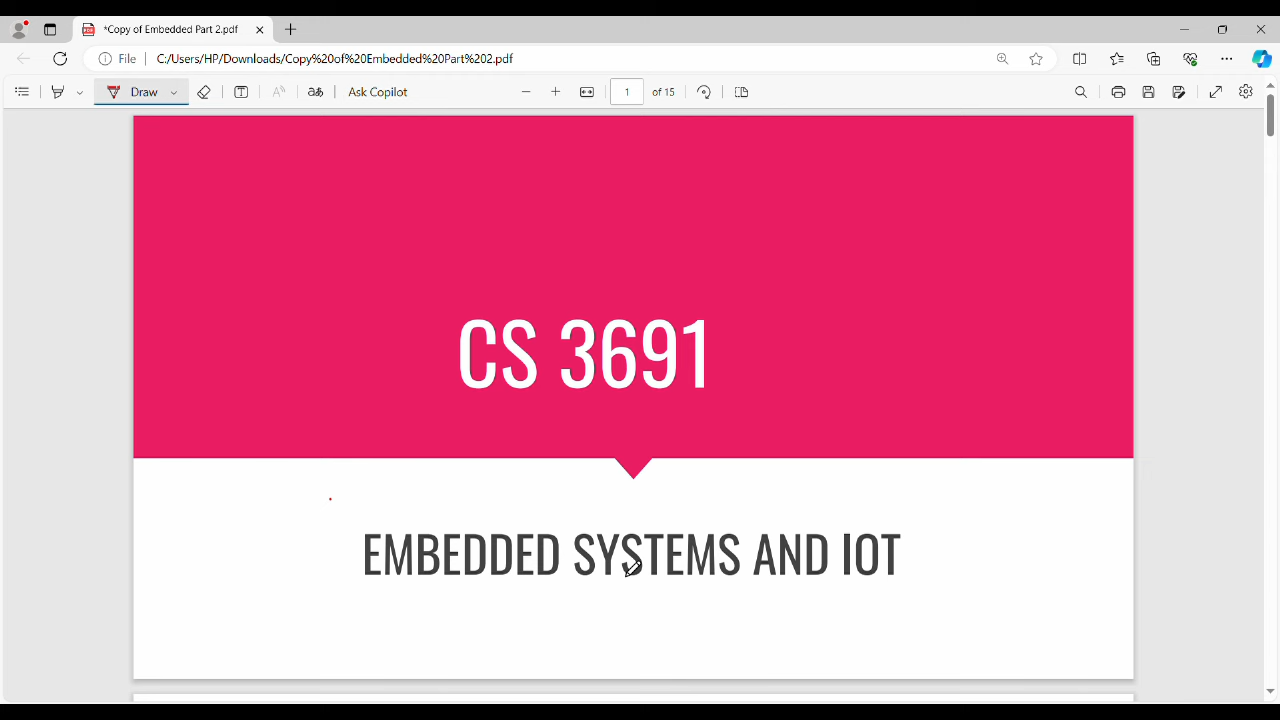 *Copy of Embedded Part 2.pdf
File C:/Users/HP/Downloads/Copy%20of%20Embedded%20Part%202.pdf
Draw
Ask Copilot
1 of 15
CS 3691
EMBEDDED SYSTEMS AND IOT